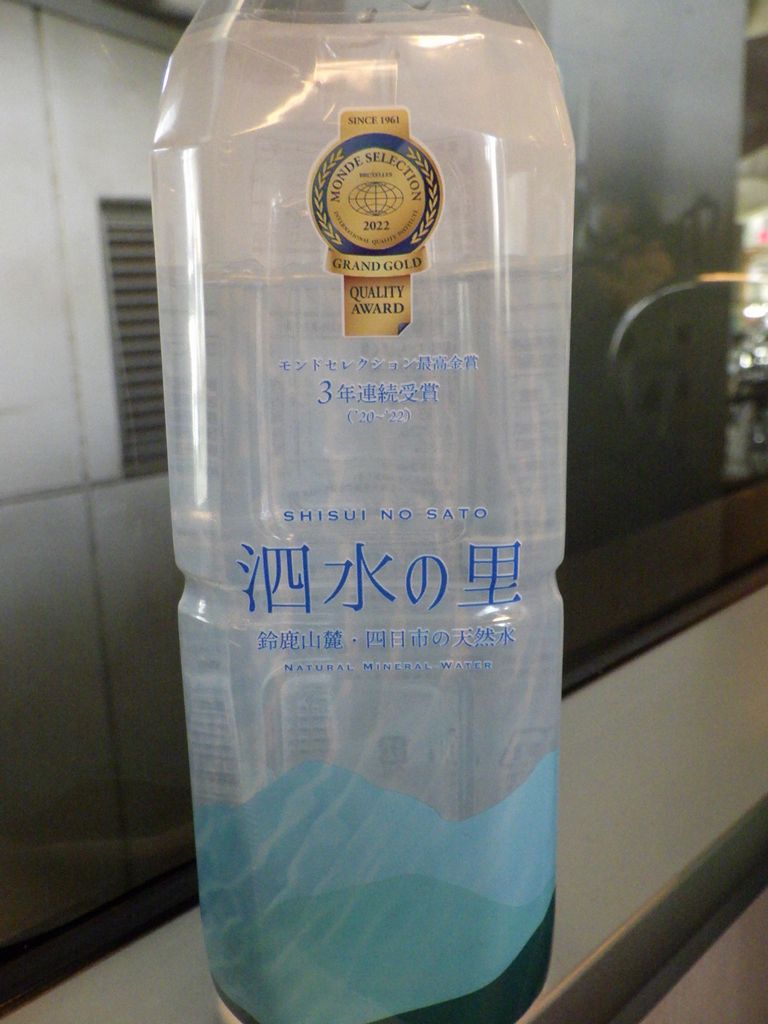 SINCE 1961
MONDE SELECTION
BRUXELLES
2022
INTERNATIONAL QUALITY INSTITUTE
GRAND GOLD
QUALITY
AWARD
モンドセレクション最高金賞
3年連続受賞
('20~'22)
SHISUI NO SATO
泗水の里
鈴鹿山麓・四日市の天然水
NATURAL MINERAL WATER